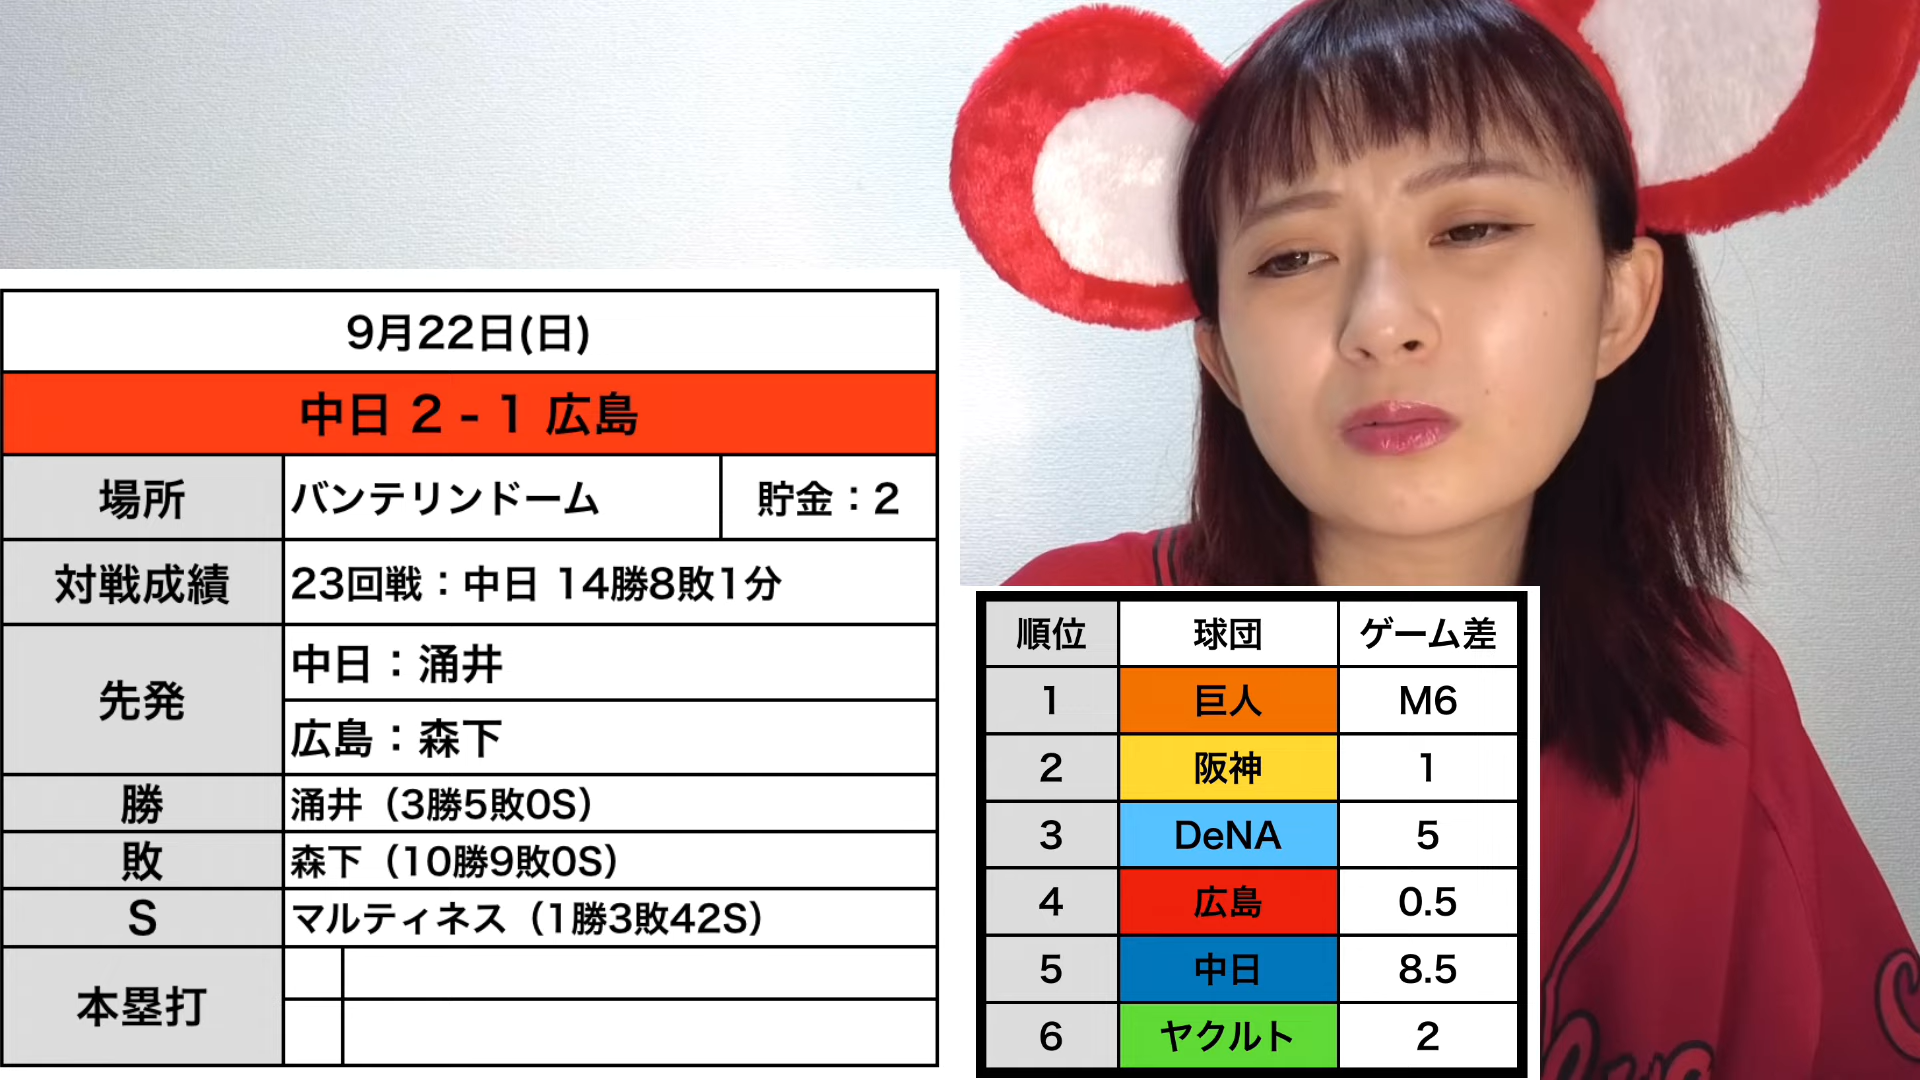 9月22日(日)
中日 2 - 1 広島
場所 バンテリンドーム 貯金：2
対戦成績 23回戦：中日 14勝8敗1分
先発 中日：涌井
広島：森下
勝 涌井（3勝5敗0S）
敗 森下（10勝9敗0S）
S マルティネス（1勝3敗42S）
本塁打
順位 球団 ゲーム差
1 巨人 M6
2 阪神 1
3 DeNA 5
4 広島 0.5
5 中日 8.5
6 ヤクルト 2